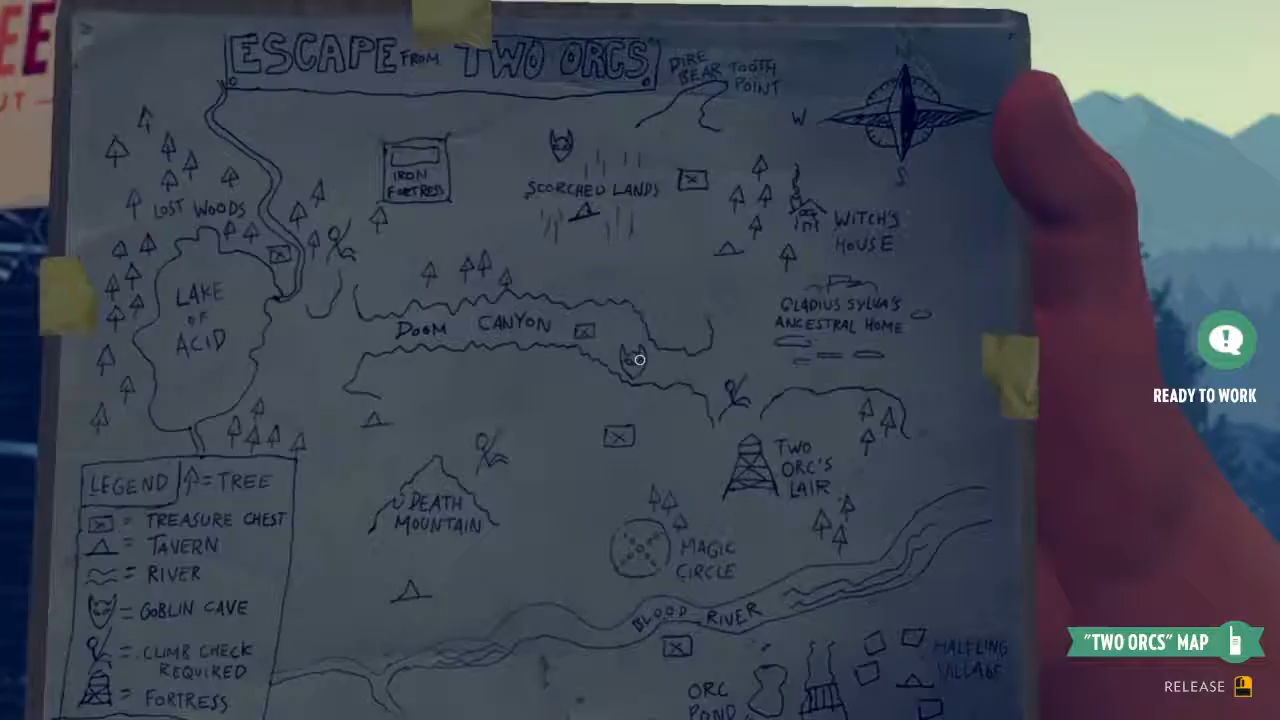 ESCAPE FROM TWO ORCS
DIRE
BEAR TOOTH
POINT
N
W
S
IRON
FORTRESS
SCORCHED LANDS
LOST WOODS
WITCH'S
HOUSE
LAKE
OF
ACID
DOOM CANYON
GLADIUS SYLVA'S
ANCESTRAL HOME
READY TO WORK
TWO
ORC'S
LAIR
DEATH
MOUNTAIN
MAGIC
CIRCLE
BLOOD RIVER
LEGEND = TREE
= TREASURE CHEST
= TAVERN
= RIVER
= GOBLIN CAVE
= CLIMB CHECK
REQUIRED
= FORTRESS
ORC
POND
HALFLING
VILLAGE
"TWO ORCS" MAP
RELEASE